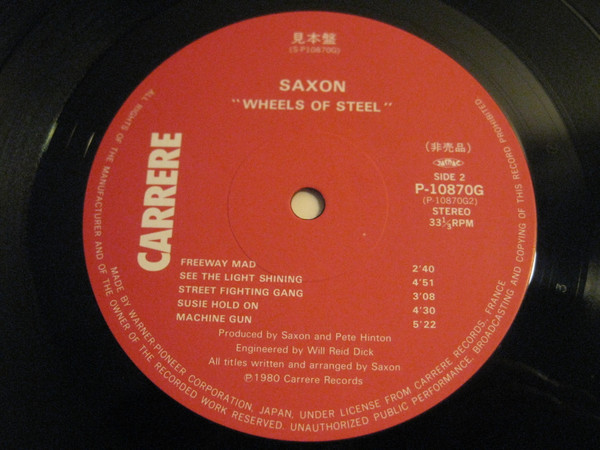 見本盤
(S·P10870G)
SAXON
"WHEELS OF STEEL"
CARRERE
(非売品)
SIDE 2
P-10870G
(P-10870G2)
STEREO
33⅓RPM
FREEWAY MAD 2'40
SEE THE LIGHT SHINING 4'51
STREET FIGHTING GANG 3'08
SUSIE HOLD ON 4'30
MACHINE GUN 5'22
Produced by Saxon and Pete Hinton
Engineered by Will Reid Dick
All titles written and arranged by Saxon
Ⓟ1980 Carrere Records
ALL RIGHTS OF THE MANUFACTURER AND OF THE OWNER OF THE RECORDED WORK RESERVED. UNAUTHORIZED PUBLIC PERFORMANCE, BROADCASTING AND COPYING OF THIS RECORD PROHIBITED
MADE BY WARNER-PIONEER CORPORATION, JAPAN, UNDER LICENSE FROM CARRERE RECORDS, FRANCE
3